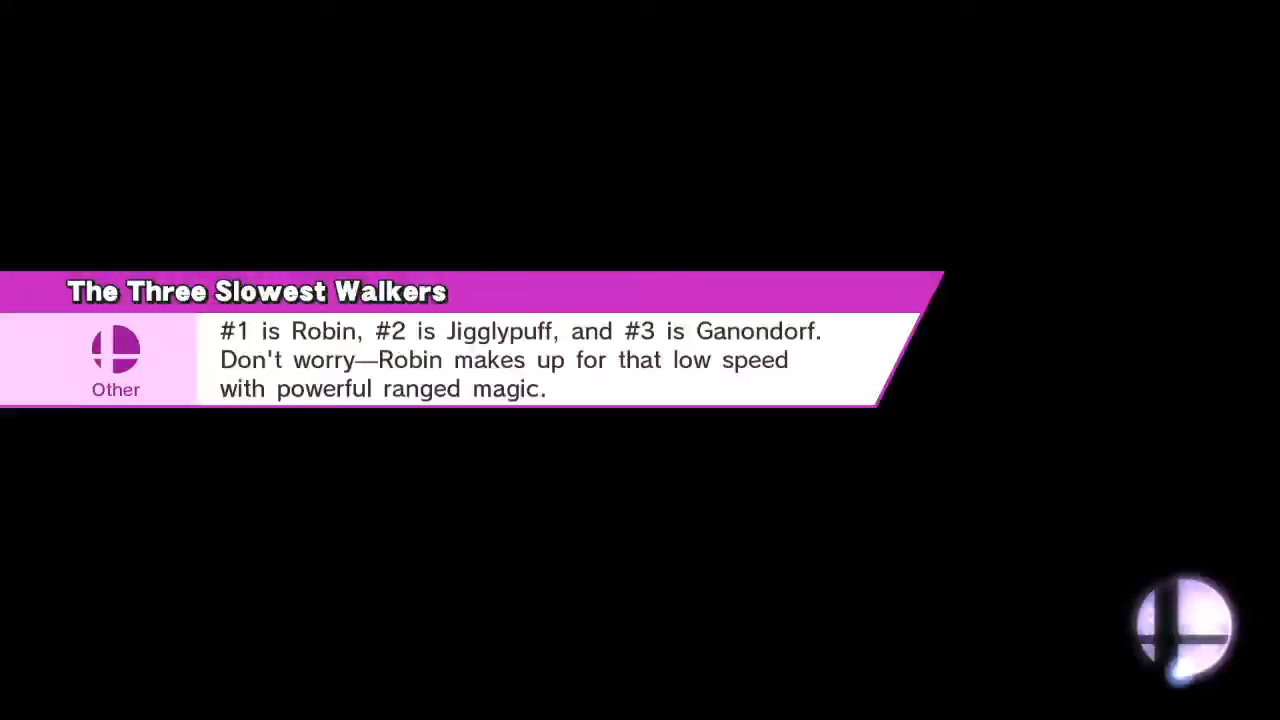 The Three Slowest Walkers
#1 is Robin, #2 is Jigglypuff, and #3 is Ganondorf.
Don't worry—Robin makes up for that low speed
with powerful ranged magic.
Other